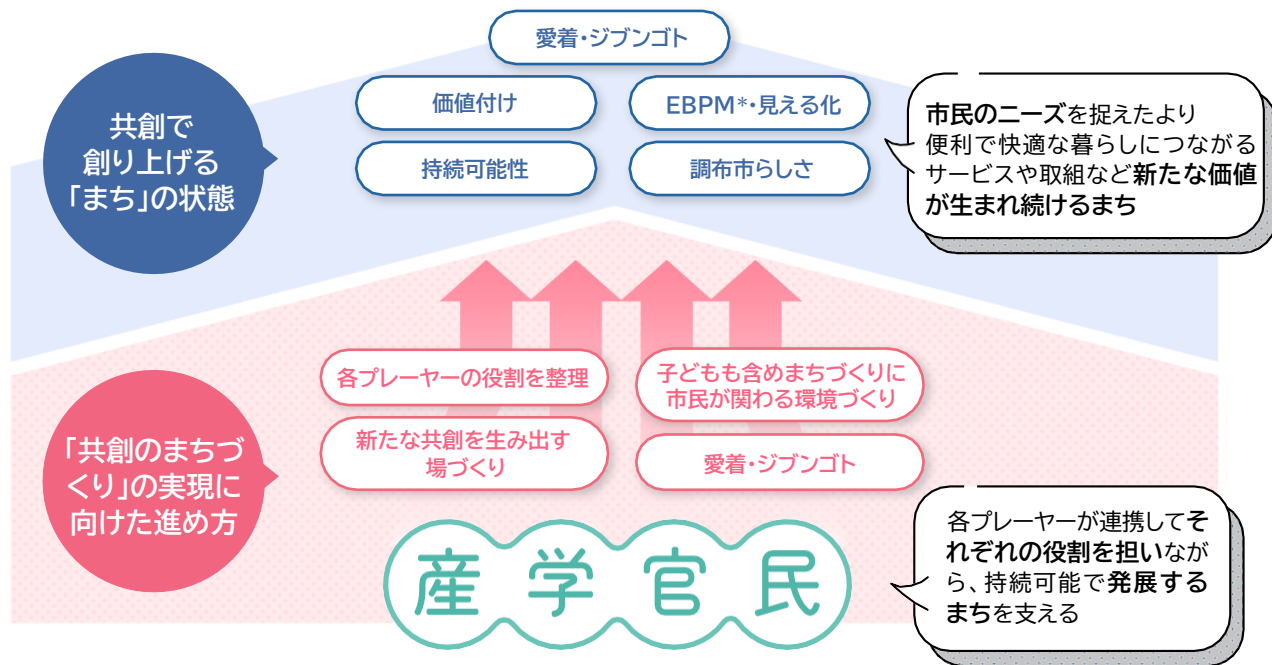 愛着・ジブンゴト
価値付け
EBPM*・見える化
持続可能性
調布市らしさ
共創で
創り上げる
「まち」の状態
市民のニーズを捉えたより
便利で快適な暮らしにつながる
サービスや取組など新たな価値
が生まれ続けるまち
各プレーヤーの役割を整理
子どもも含めまちづくりに
市民が関わる環境づくり
新たな共創を生み出す
場づくり
愛着・ジブンゴト
「共創のまちづ
くり」の実現に
向けた進め方
産学官民
各プレーヤーが連携してそ
れぞれの役割を担いなが
ら、持続可能で発展する
まちを支える